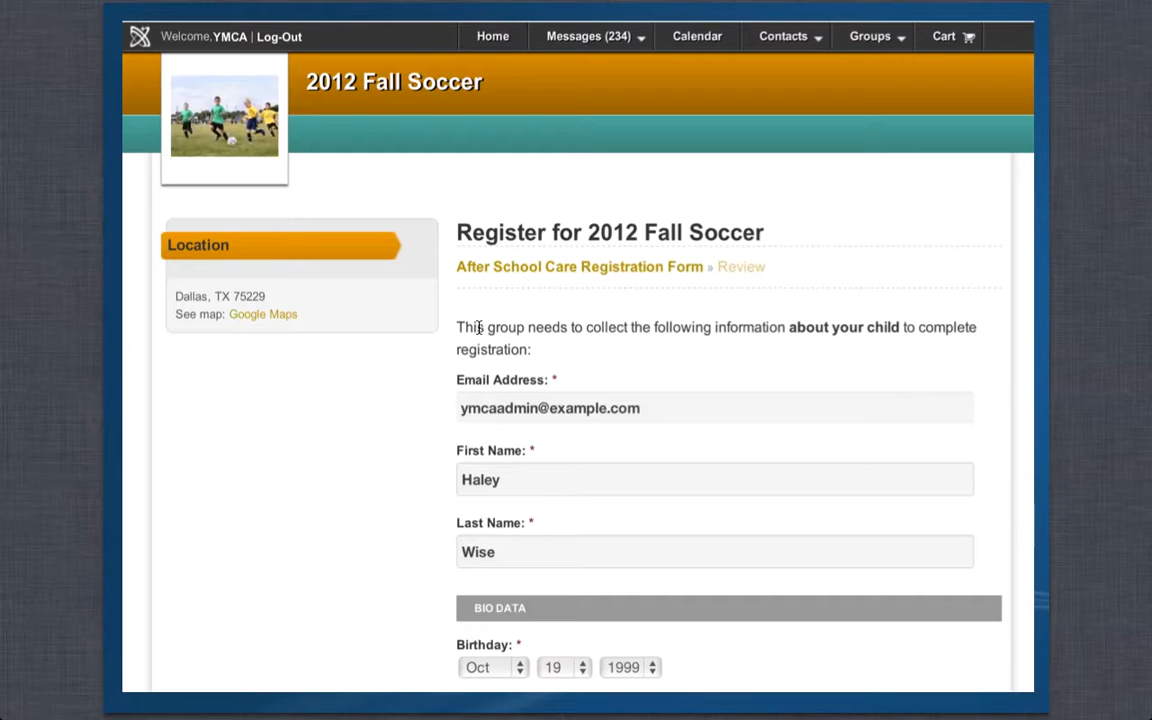 Welcome,YMCA | Log-Out
Home
Messages (234)
Calendar
Contacts
Groups
Cart
2012 Fall Soccer
Location
Dallas, TX 75229
See map: Google Maps
Register for 2012 Fall Soccer
After School Care Registration Form » Review
This group needs to collect the following information about your child to complete
registration:
Email Address: *
ymcaadmin@example.com
First Name: *
Haley
Last Name: *
Wise
BIO DATA
Birthday: *
Oct 19 1999